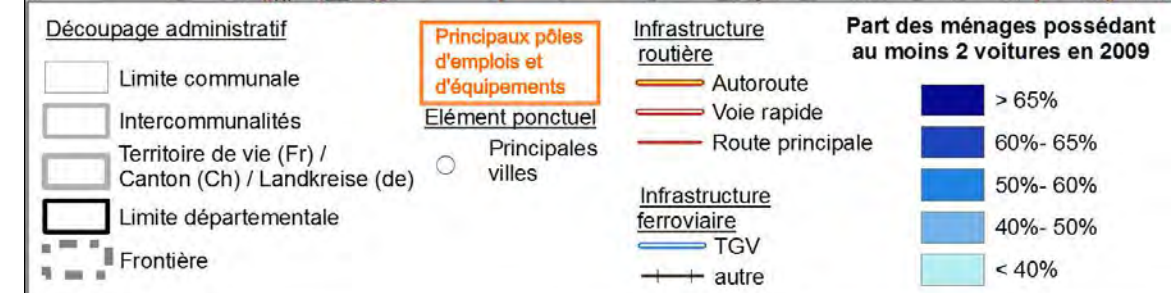 Découpage administratif
Limite communale
Intercommunalités
Territoire de vie (Fr) /
Canton (Ch) / Landkreise (de)
Limite départementale
Frontière
Principaux pôles
d'emplois et
d'équipements
Elément ponctuel
Principales
villes
Infrastructure
routière
Autoroute
Voie rapide
Route principale
Infrastructure
ferroviaire
TGV
autre
Part des ménages possédant
au moins 2 voitures en 2009
> 65%
60%- 65%
50%- 60%
40%- 50%
< 40%